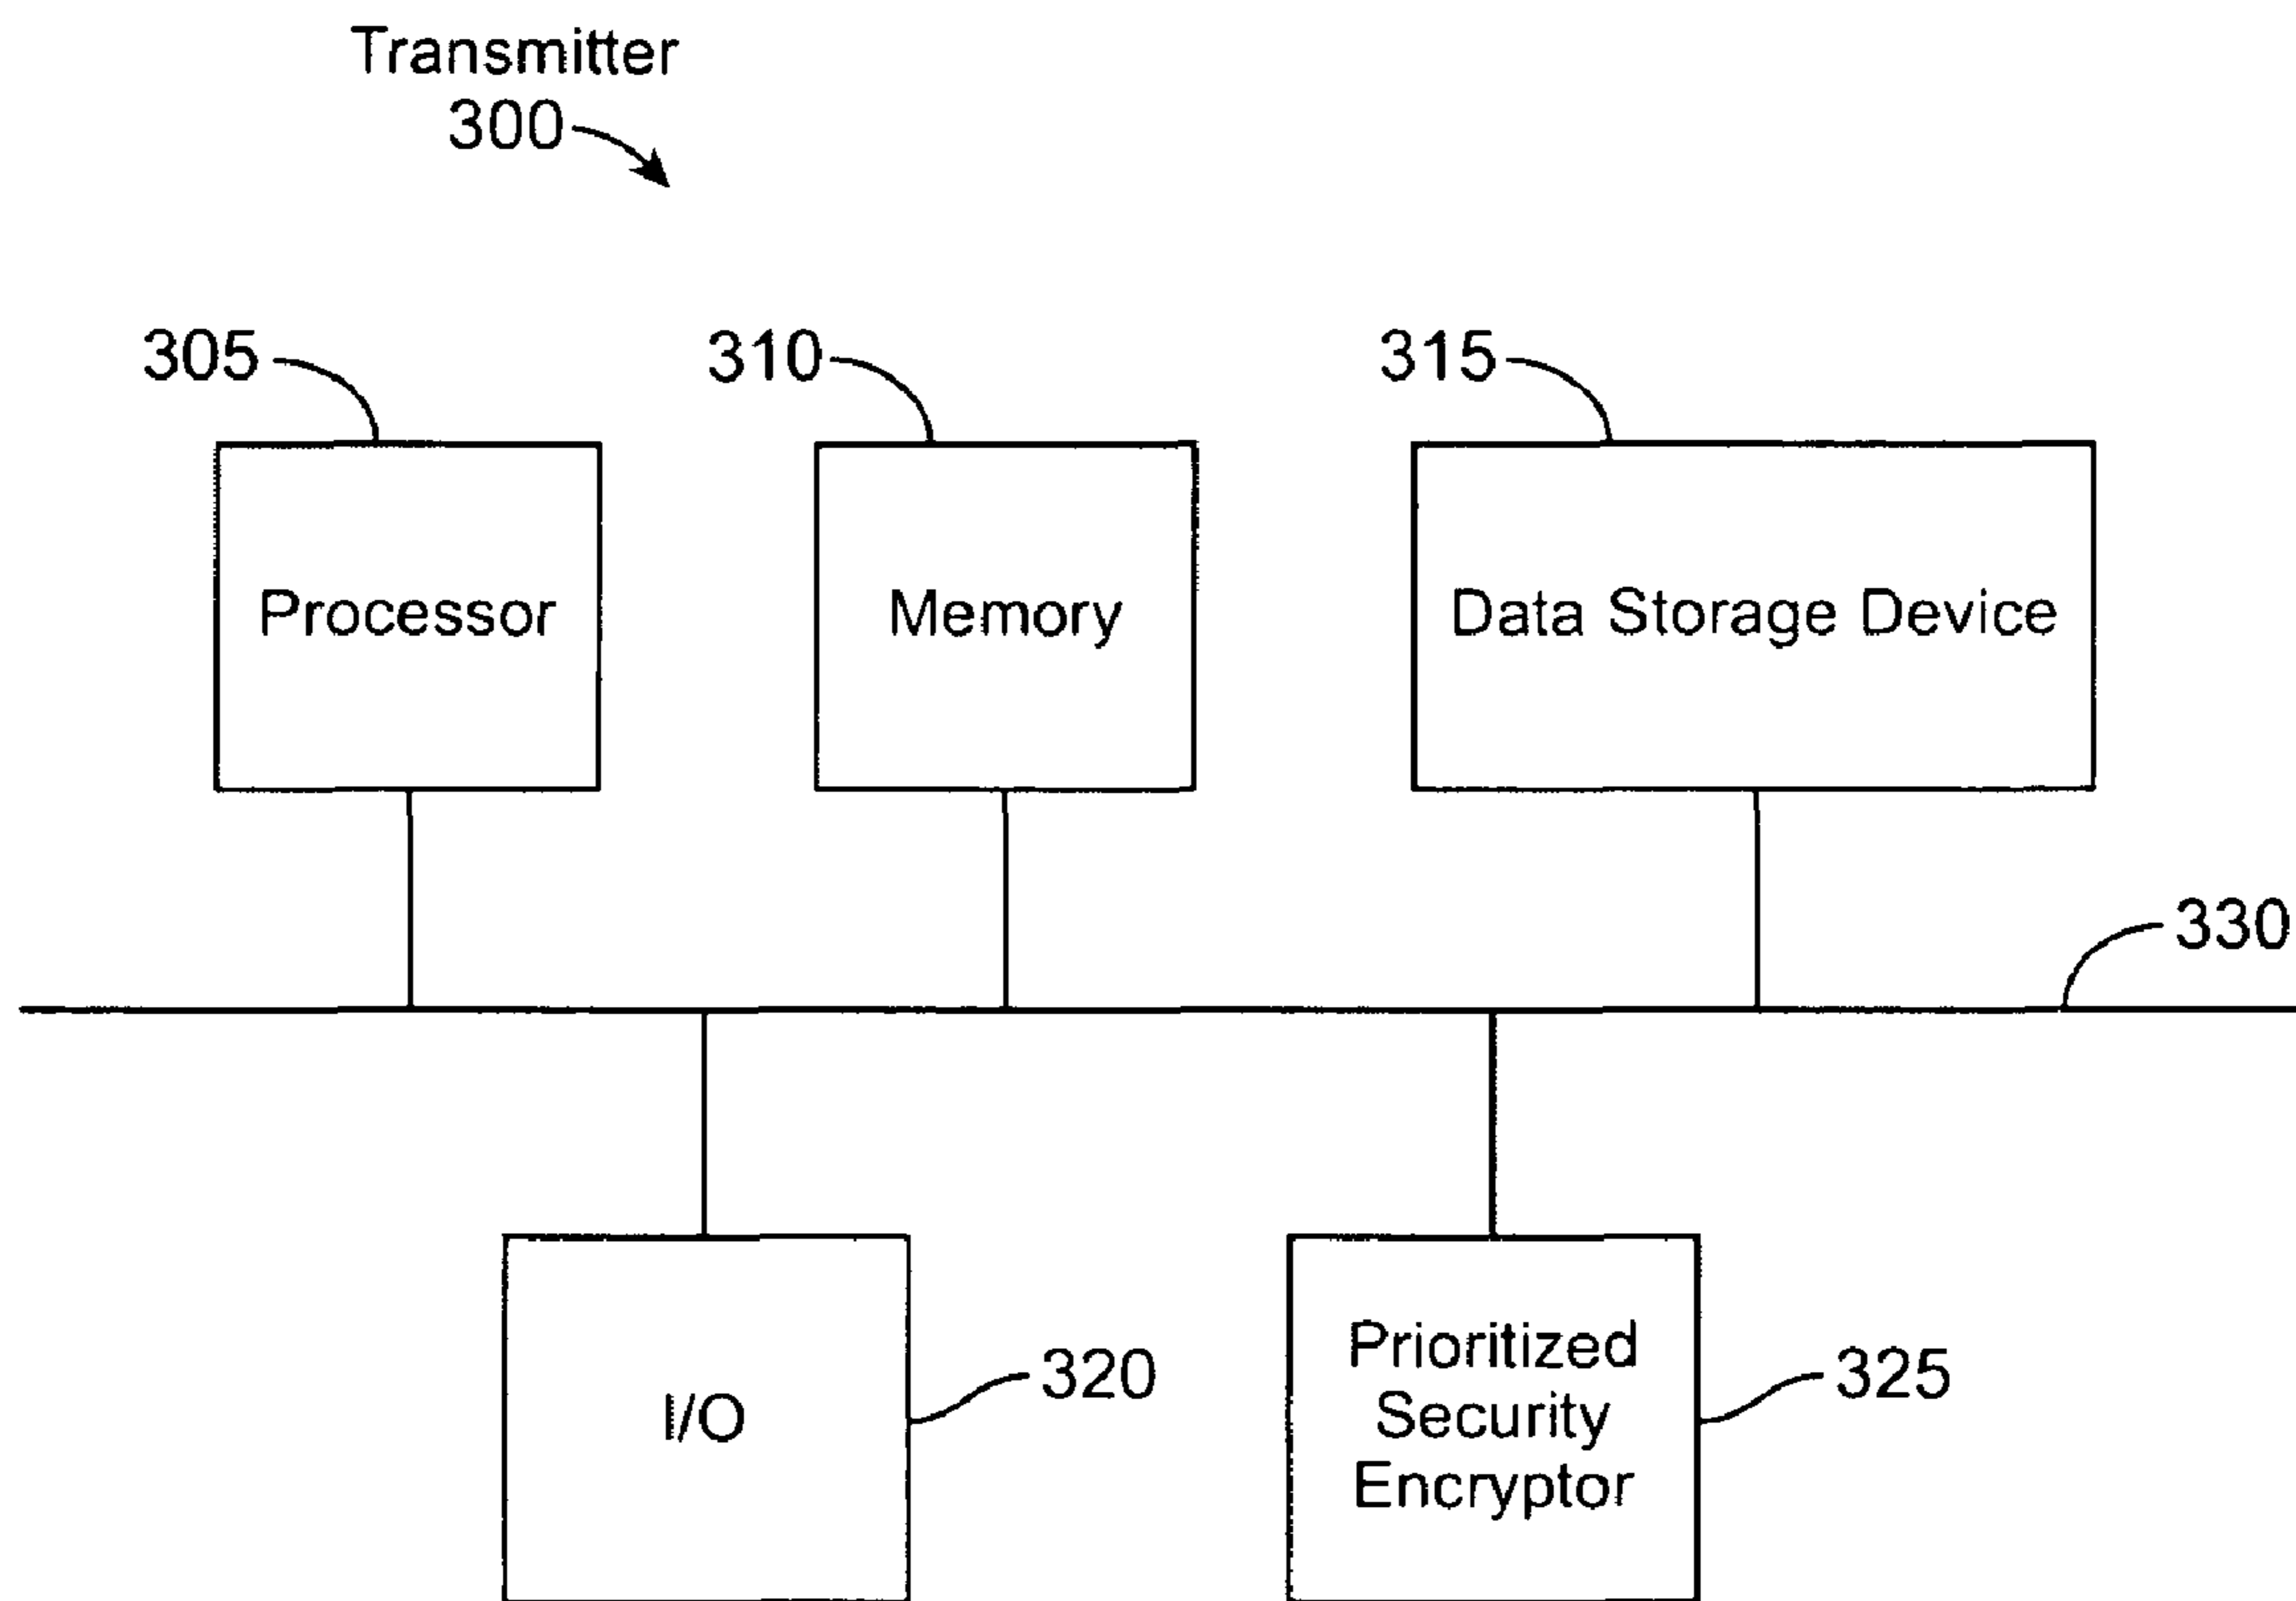 Transmitter
300
305
310
315
Processor
Memory
Data Storage Device
330
I/O
320
Prioritized
Security
Encryptor
325